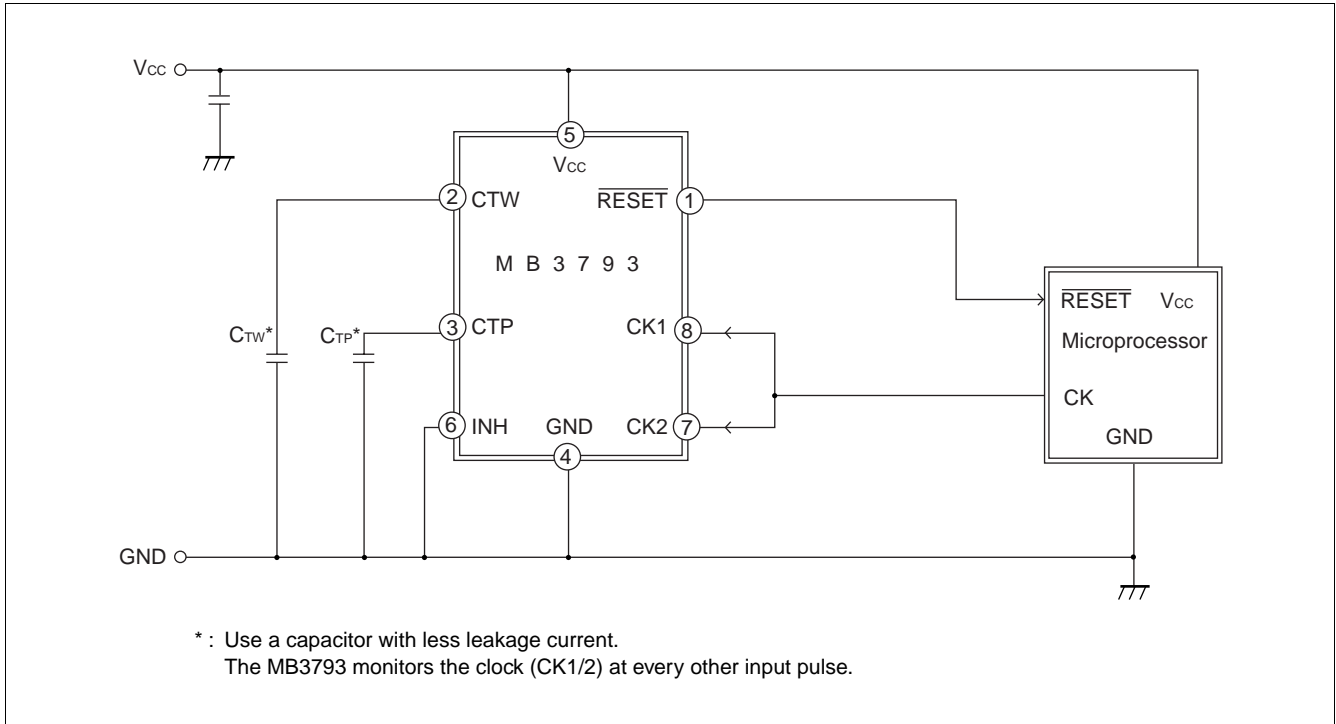 Vcc
5
Vcc
2 CTW RESET 1
M B 3 7 9 3
RESET Vcc
3 CTP CK1 8
CTW* CTP*
Microprocessor
CK
6 INH GND CK2 7
GND
4
GND
* : Use a capacitor with less leakage current.
The MB3793 monitors the clock (CK1/2) at every other input pulse.